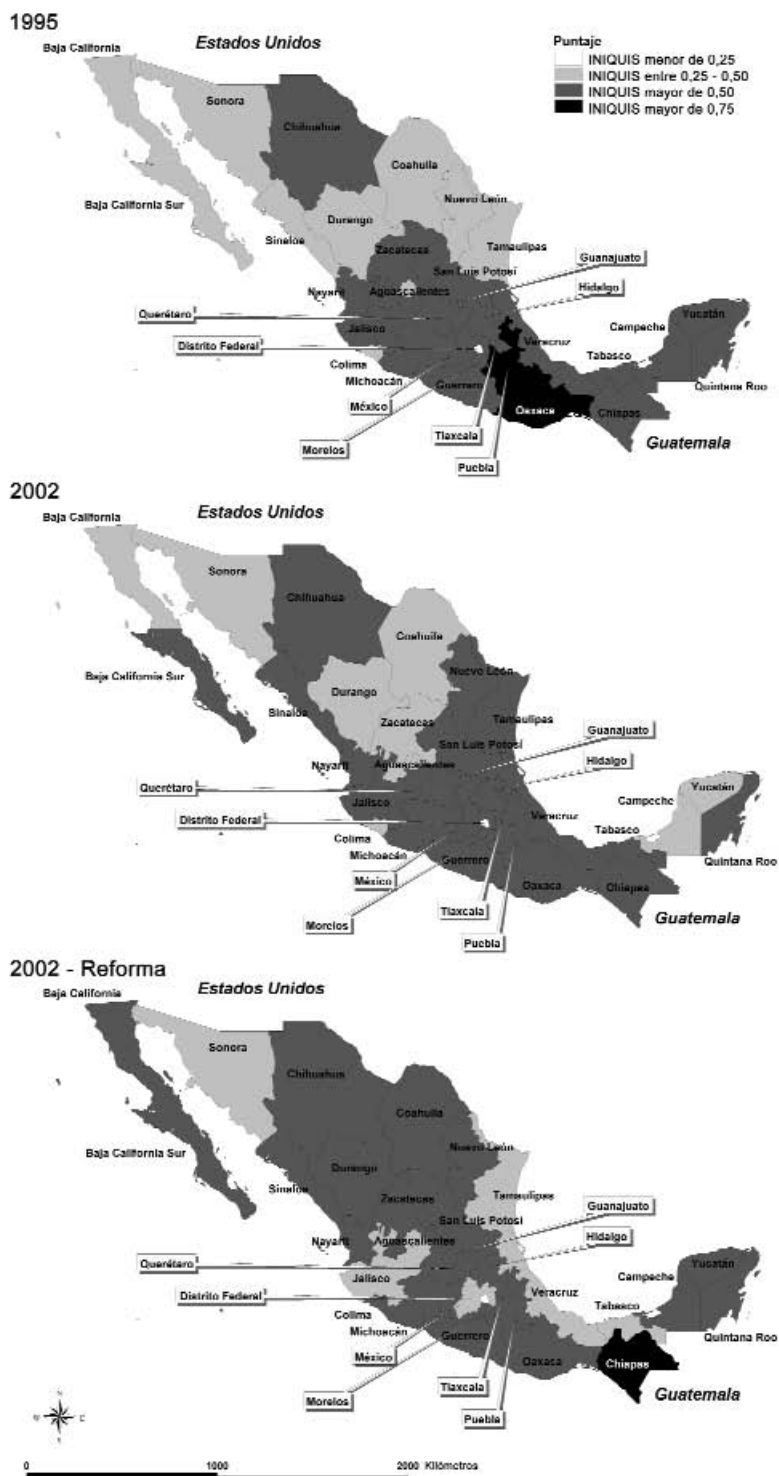 1995
Baja California
Estados Unidos
Puntaje
INIQUIS menor de 0,25
INIQUIS entre 0,25 - 0,50
INIQUIS mayor de 0,50
INIQUIS mayor de 0,75
Sonora
Chihuahua
Coahuila
Nuevo León
Baja California Sur
Durango
Sinaloa
Tamaulipas
Zacatecas
Guanajuato
San Luis Potosí
Nayarit
Aguascalientes
Hidalgo
Querétaro
Yucatán
Jalisco
Campeche
Distrito Federal
Veracruz
Tabasco
Colima
Michoacán
Guerrero
Quintana Roo
México
Oaxaca
Chiapas
Tlaxcala
Guatemala
Morelos
Puebla
2002
Baja California
Estados Unidos
Sonora
Chihuahua
Coahuila
Nuevo León
Baja California Sur
Durango
Sinaloa
Tamaulipas
Zacatecas
Guanajuato
San Luis Potosí
Nayarit
Aguascalientes
Hidalgo
Querétaro
Yucatán
Jalisco
Campeche
Distrito Federal
Veracruz
Tabasco
Colima
Michoacán
Guerrero
Quintana Roo
México
Oaxaca
Chiapas
Tlaxcala
Guatemala
Morelos
Puebla
2002 - Reforma
Baja California
Estados Unidos
Sonora
Chihuahua
Coahuila
Nuevo León
Baja California Sur
Durango
Sinaloa
Tamaulipas
Zacatecas
Guanajuato
San Luis Potosí
Nayarit
Aguascalientes
Hidalgo
Querétaro
Yucatán
Jalisco
Campeche
Distrito Federal
Veracruz
Tabasco
Colima
Michoacán
Guerrero
Quintana Roo
México
Oaxaca
Chiapas
Tlaxcala
Guatemala
Morelos
Puebla
0 1000 2000 Kilómetros